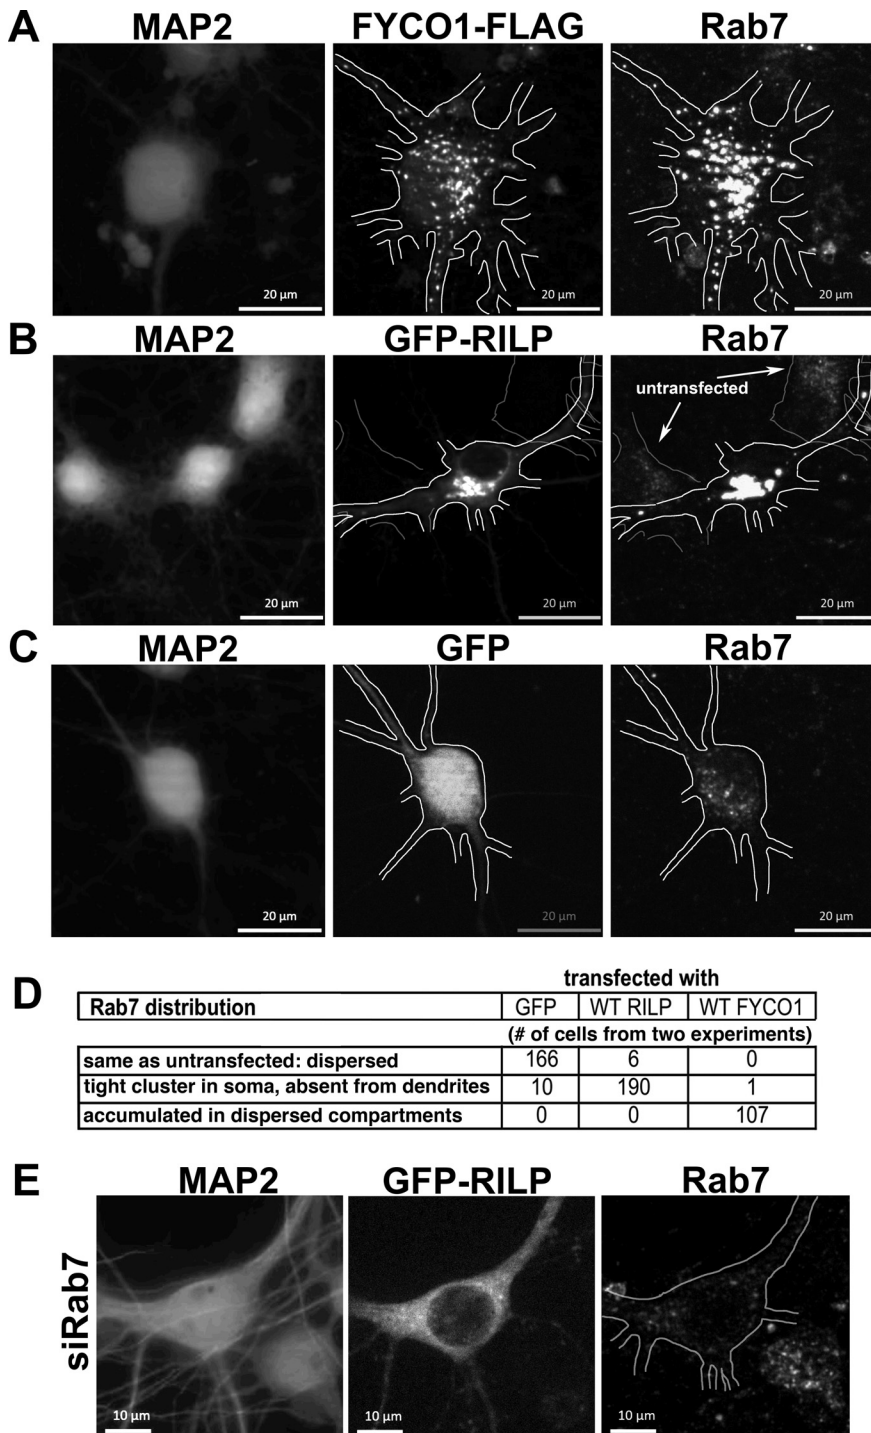 A
MAP2 FYCO1-FLAG Rab7
20 µm 20 µm 20 µm
B
MAP2 GFP-RILP Rab7
untransfected
20 µm 20 µm 20 µm
C
MAP2 GFP Rab7
20 µm 20 µm 20 µm
D
transfected with
Rab7 distribution GFP WT RILP WT FYCO1
(# of cells from two experiments)
same as untransfected: dispersed 166 6 0
tight cluster in soma, absent from dendrites 10 190 1
accumulated in dispersed compartments 0 0 107
E
MAP2 GFP-RILP Rab7
siRab7
10 µm 10 µm 10 µm